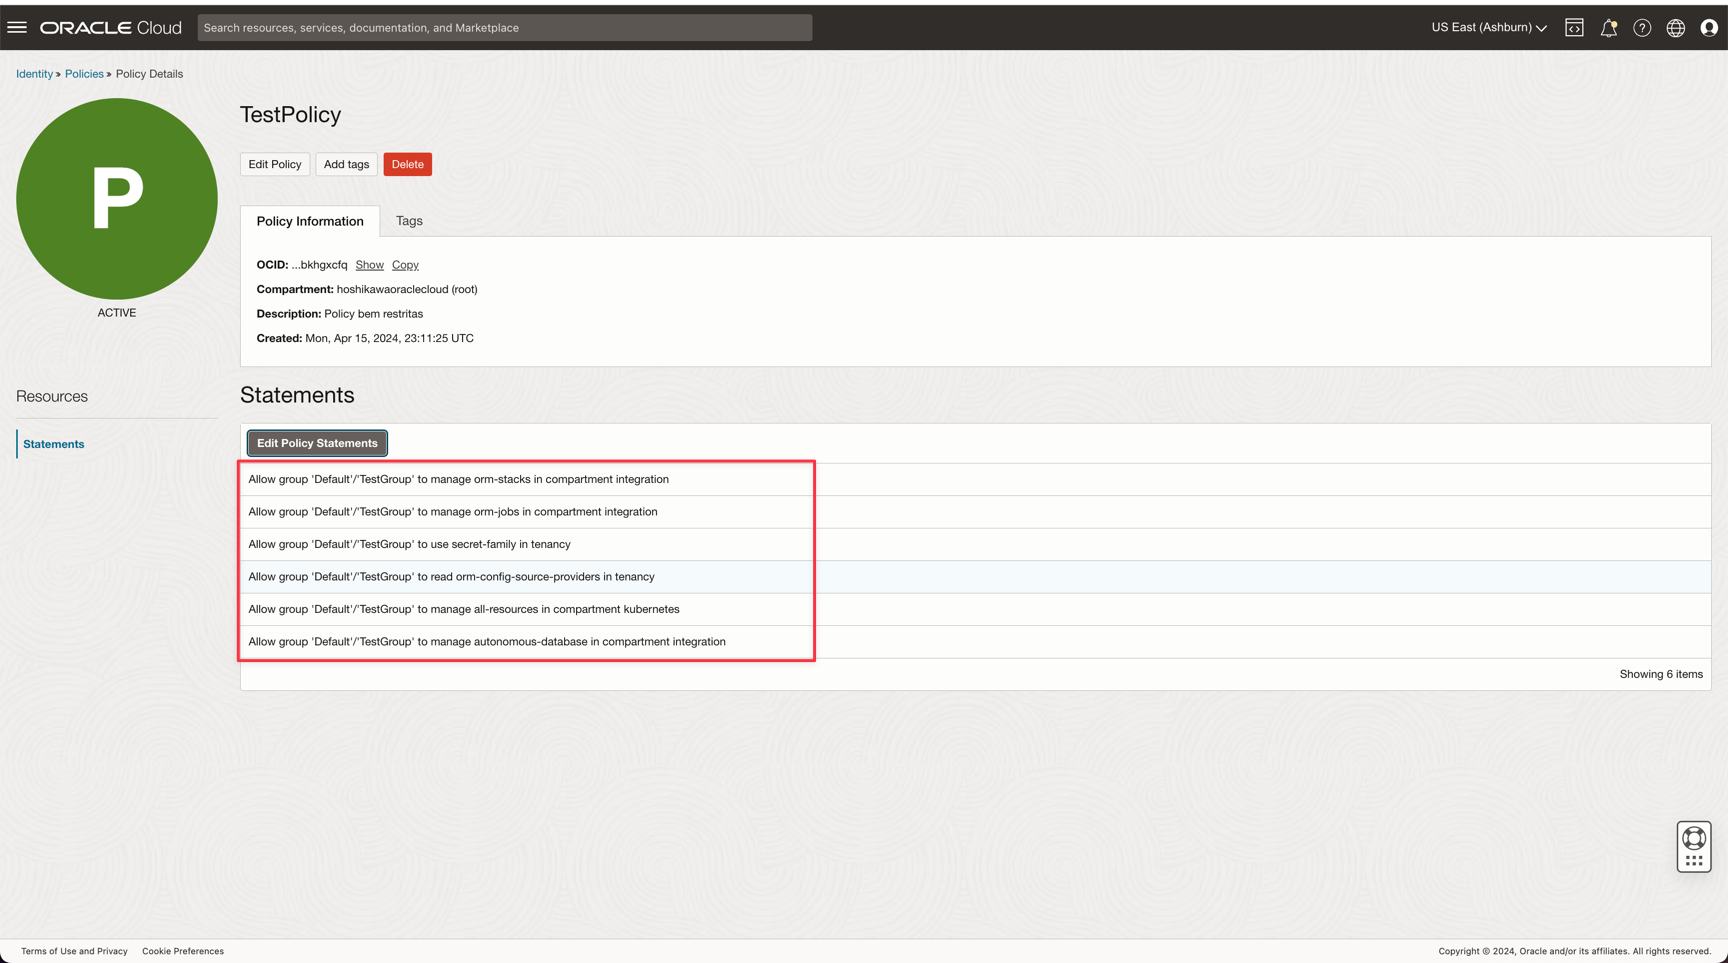 ORACLE Cloud
Search resources, services, documentation, and Marketplace
US East (Ashburn)
Identity » Policies » Policy Details
P
ACTIVE
TestPolicy
Edit Policy Add tags Delete
Policy Information Tags
OCID: ...bkhgxcfq Show Copy
Compartment: hoshikawaoraclecloud (root)
Description: Policy bem restritas
Created: Mon, Apr 15, 2024, 23:11:25 UTC
Resources
Statements
Statements
Edit Policy Statements
Allow group 'Default'/'TestGroup' to manage orm-stacks in compartment integration
Allow group 'Default'/'TestGroup' to manage orm-jobs in compartment integration
Allow group 'Default'/'TestGroup' to use secret-family in tenancy
Allow group 'Default'/'TestGroup' to read orm-config-source-providers in tenancy
Allow group 'Default'/'TestGroup' to manage all-resources in compartment kubernetes
Allow group 'Default'/'TestGroup' to manage autonomous-database in compartment integration
Showing 6 items
Terms of Use and Privacy Cookie Preferences
Copyright © 2024, Oracle and/or its affiliates. All rights reserved.